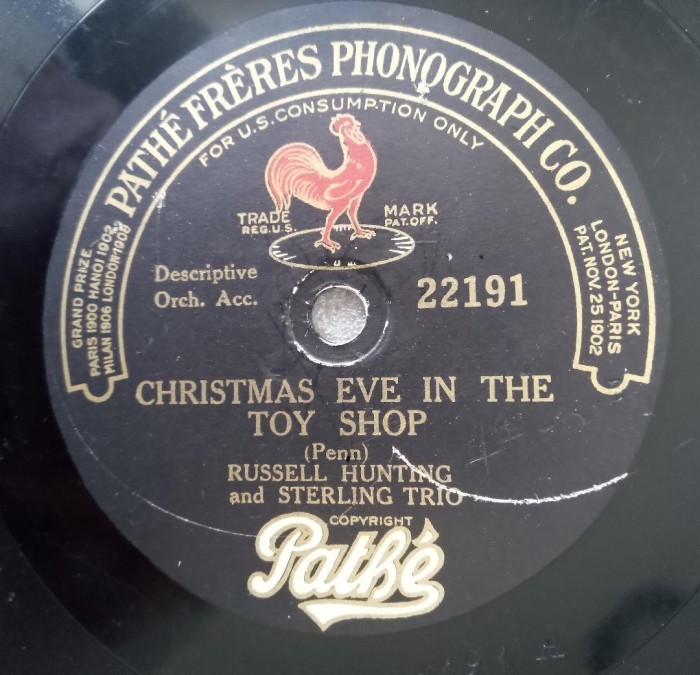 PATHÉ FRÈRES PHONOGRAPH CO.
FOR U.S. CONSUMPTION ONLY
GRAND PRIZE
PARIS 1900 HANOI 1902
MILAN 1906 LONDON 1908
NEW YORK
LONDON-PARIS
PAT. NOV. 25 1902
TRADE MARK
REG. U.S. PAT. OFF.
Descriptive
Orch. Acc.
22191
CHRISTMAS EVE IN THE
TOY SHOP
(Penn)
RUSSELL HUNTING
and STERLING TRIO
COPYRIGHT
Pathé